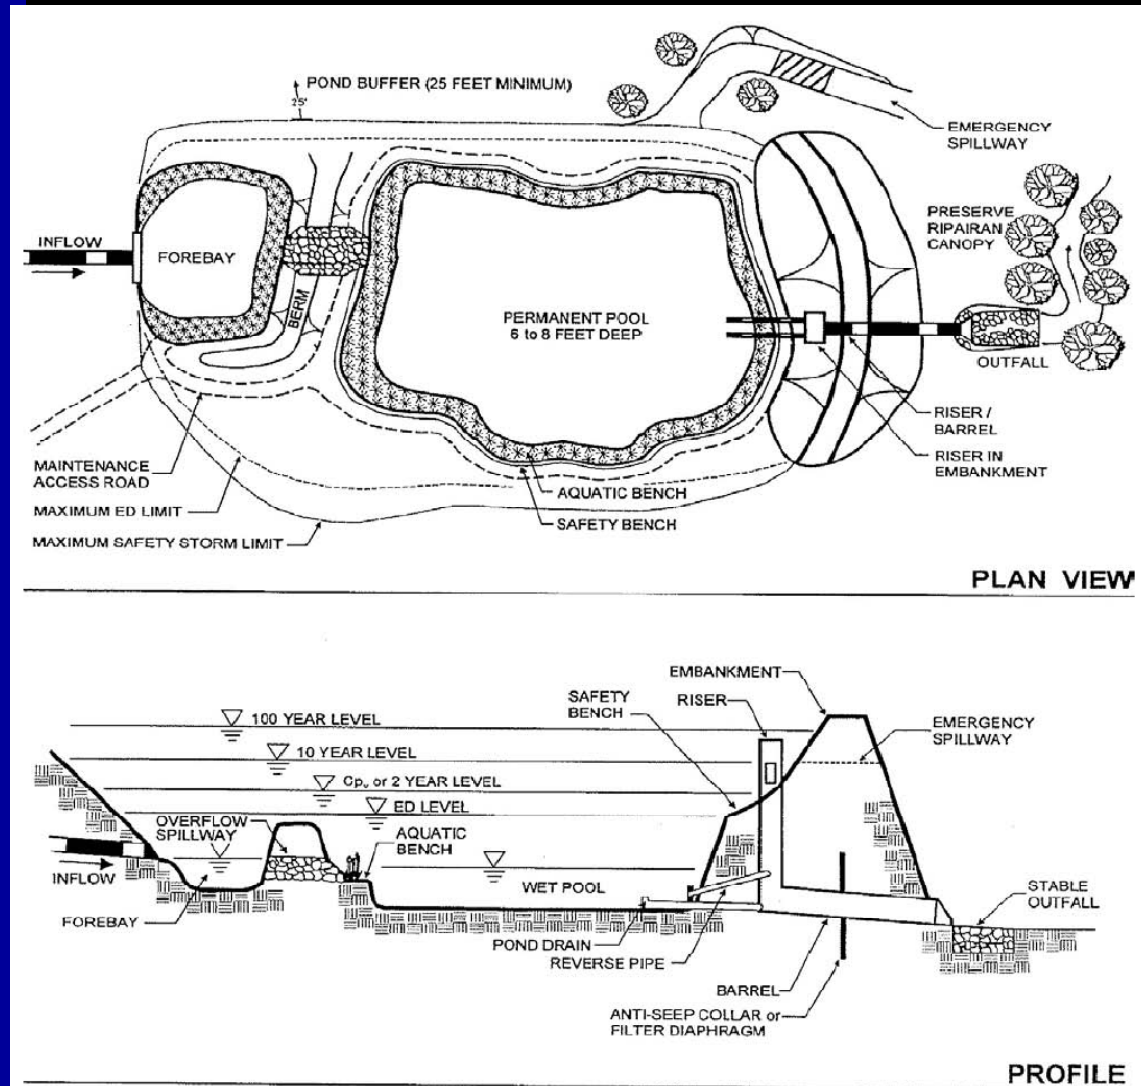 POND BUFFER (25 FEET MINIMUM)
25'
EMERGENCY
SPILLWAY
PRESERVE
RIPAIRAN
CANOPY
INFLOW
FOREBAY
BERM
PERMANENT POOL
6 to 8 FEET DEEP
OUTFALL
RISER /
BARREL
RISER IN
EMBANKMENT
MAINTENANCE
ACCESS ROAD
AQUATIC BENCH
MAXIMUM ED LIMIT
SAFETY BENCH
MAXIMUM SAFETY STORM LIMIT
PLAN VIEW
EMBANKMENT
SAFETY
BENCH
RISER
100 YEAR LEVEL
EMERGENCY
SPILLWAY
10 YEAR LEVEL
Cpv or 2 YEAR LEVEL
ED LEVEL
OVERFLOW
SPILLWAY
AQUATIC
BENCH
INFLOW
WET POOL
STABLE
OUTFALL
FOREBAY
POND DRAIN
REVERSE PIPE
BARREL
ANTI-SEEP COLLAR or
FILTER DIAPHRAGM
PROFILE